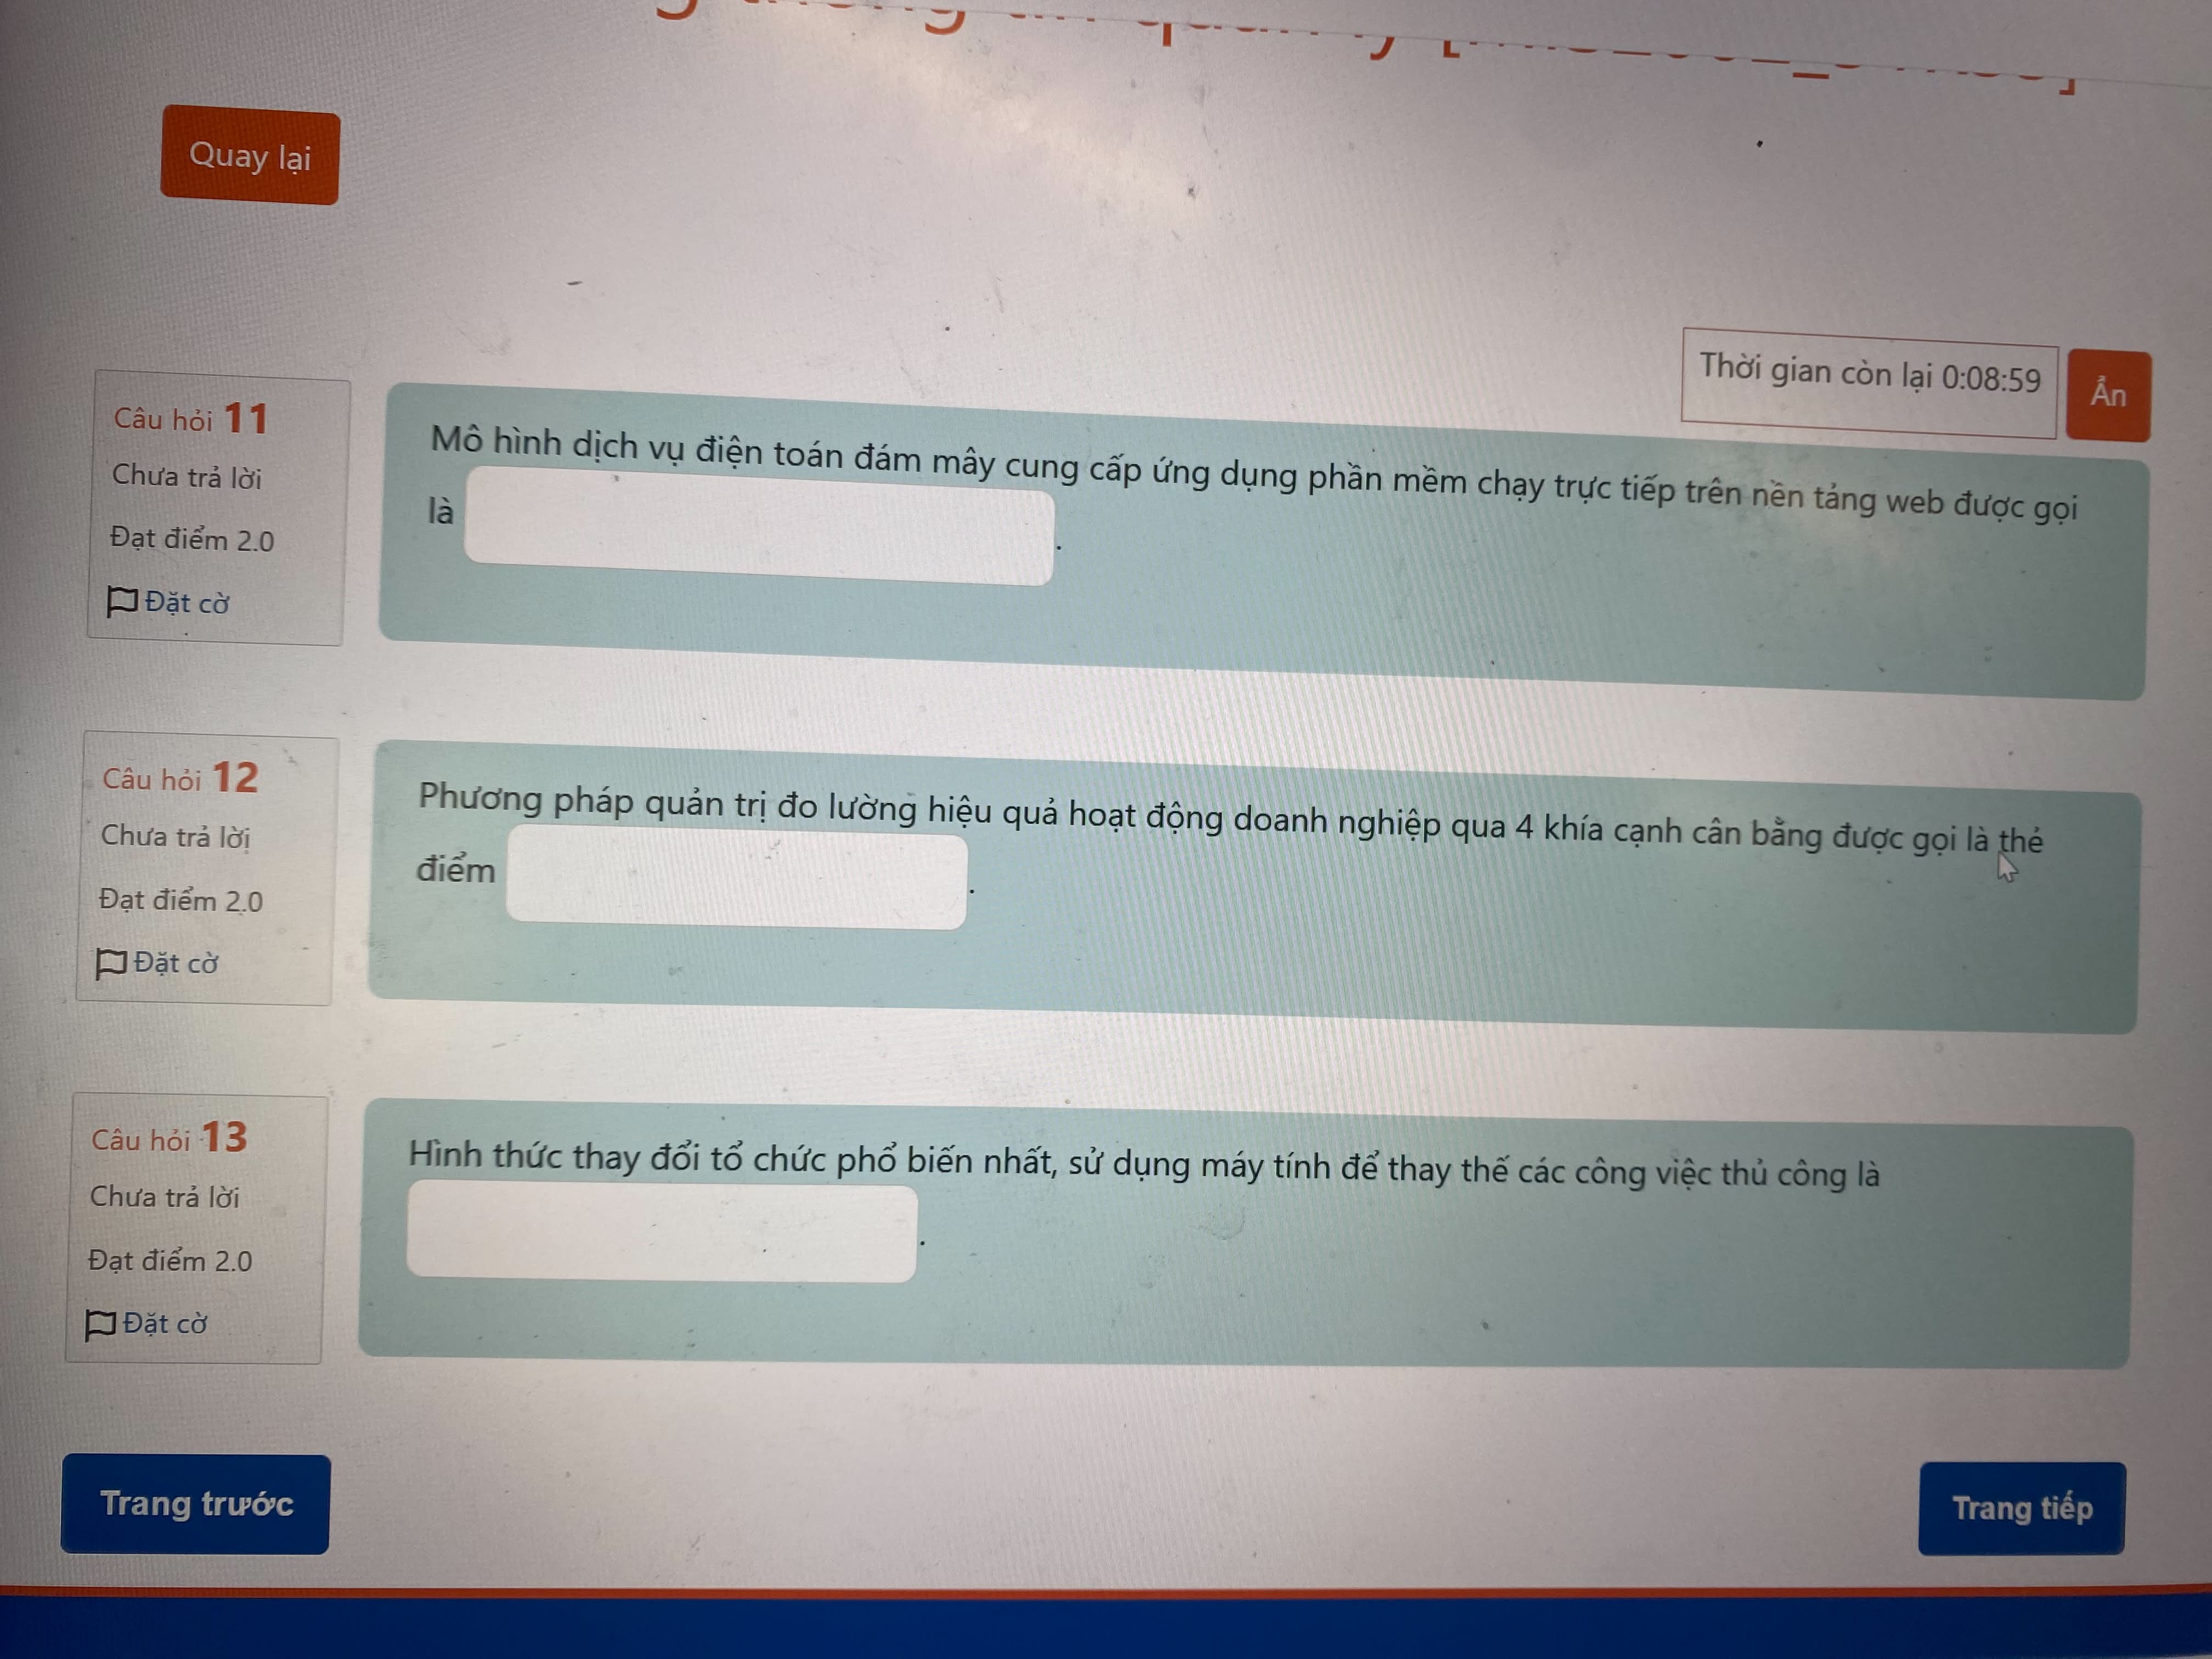 Quay lại
Thời gian còn lại 0:08:59
Ẩn
Câu hỏi 11
Chưa trả lời
Đạt điểm 2.0
Đặt cờ
Mô hình dịch vụ điện toán đám mây cung cấp ứng dụng phần mềm chạy trực tiếp trên nền tảng web được gọi
là .
Câu hỏi 12
Chưa trả lời
Đạt điểm 2.0
Đặt cờ
Phương pháp quản trị đo lường hiệu quả hoạt động doanh nghiệp qua 4 khía cạnh cân bằng được gọi là thẻ
điểm .
Câu hỏi 13
Chưa trả lời
Đạt điểm 2.0
Đặt cờ
Hình thức thay đổi tổ chức phổ biến nhất, sử dụng máy tính để thay thế các công việc thủ công là
.
Trang trước
Trang tiếp